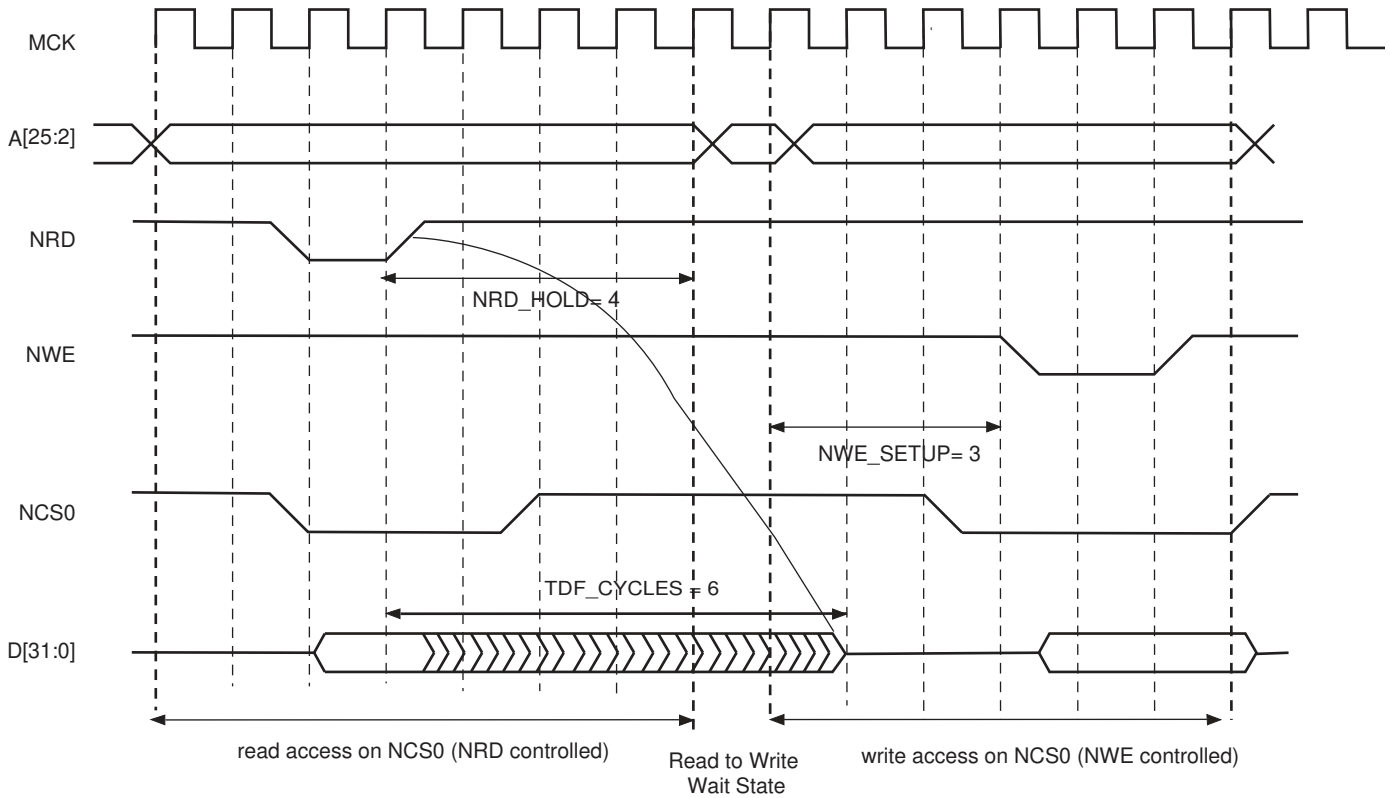 MCK
A[25:2]
NRD
NRD_HOLD= 4
NWE
NWE_SETUP= 3
NCS0
TDF_CYCLES = 6
D[31:0]
read access on NCS0 (NRD controlled)
Read to Write
Wait State
write access on NCS0 (NWE controlled)